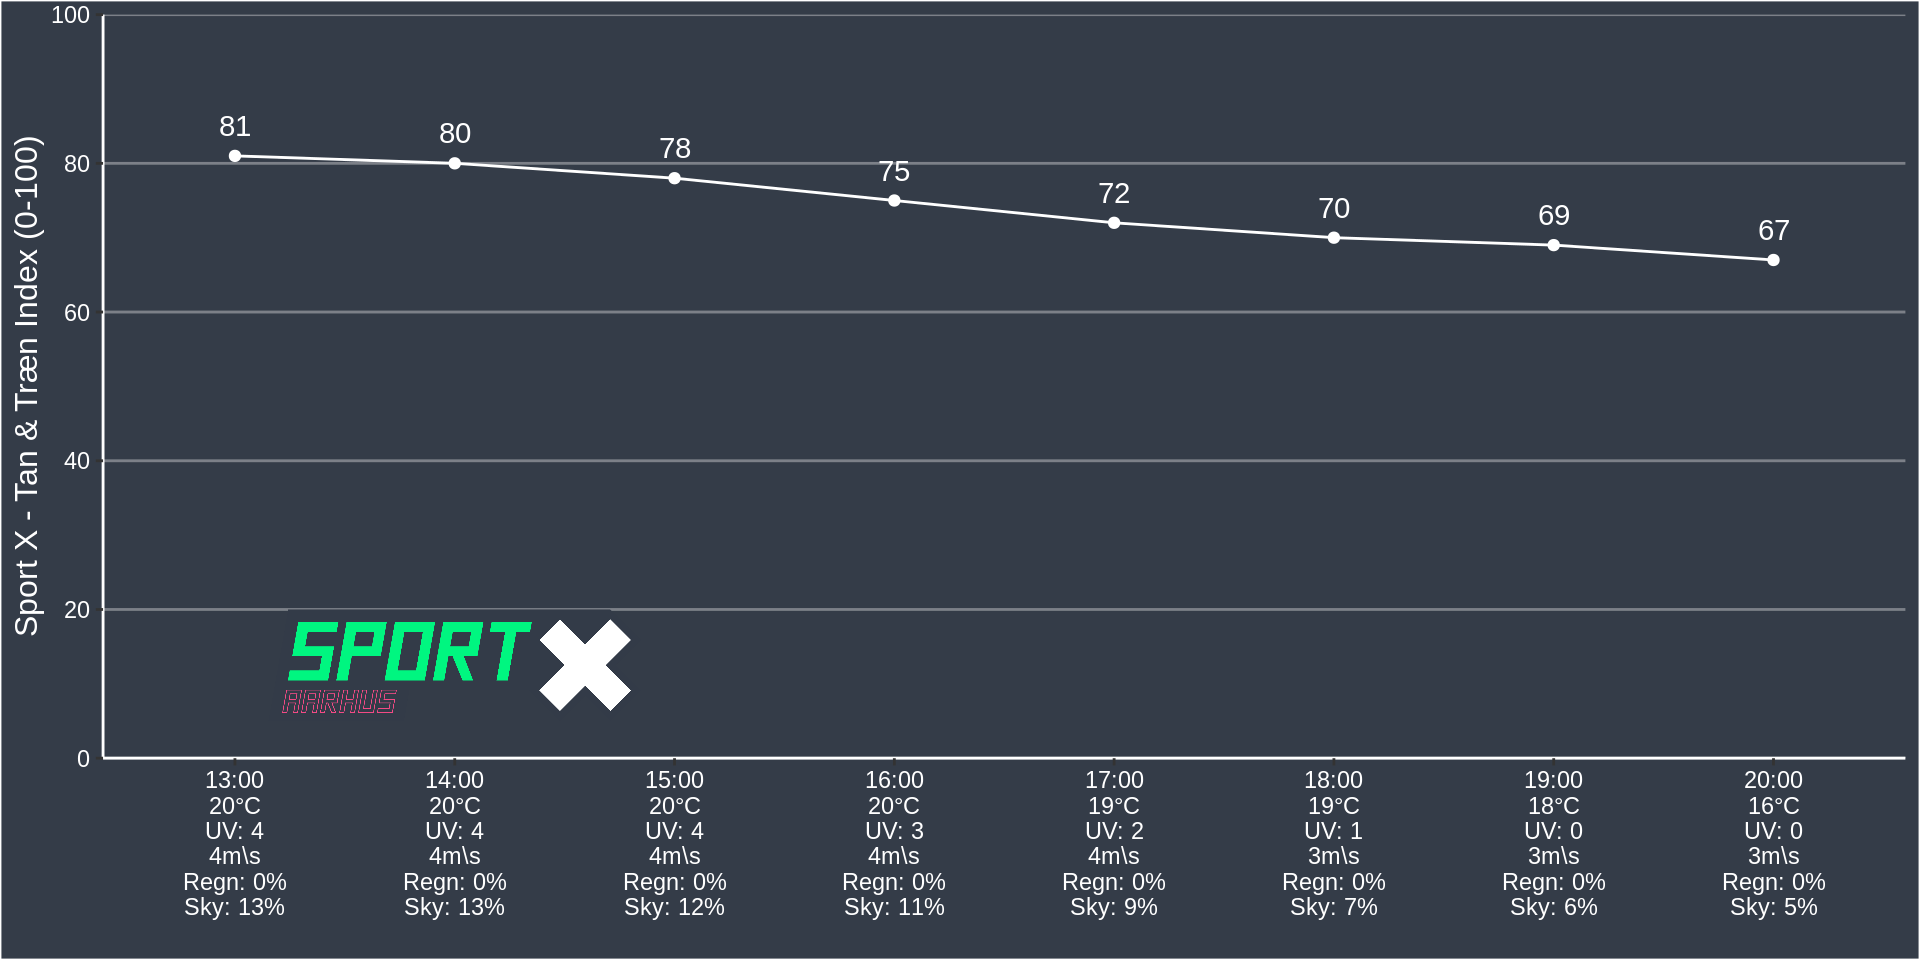 Sport X - Tan & Træn Index (0-100)
100
80
60
40
20
0
81
80
78
75
72
70
69
67
SPORT X
AARHUS
13:00
20°C
UV: 4
4m\s
Regn: 0%
Sky: 13%
14:00
20°C
UV: 4
4m\s
Regn: 0%
Sky: 13%
15:00
20°C
UV: 4
4m\s
Regn: 0%
Sky: 12%
16:00
20°C
UV: 3
4m\s
Regn: 0%
Sky: 11%
17:00
19°C
UV: 2
4m\s
Regn: 0%
Sky: 9%
18:00
19°C
UV: 1
3m\s
Regn: 0%
Sky: 7%
19:00
18°C
UV: 0
3m\s
Regn: 0%
Sky: 6%
20:00
16°C
UV: 0
3m\s
Regn: 0%
Sky: 5%